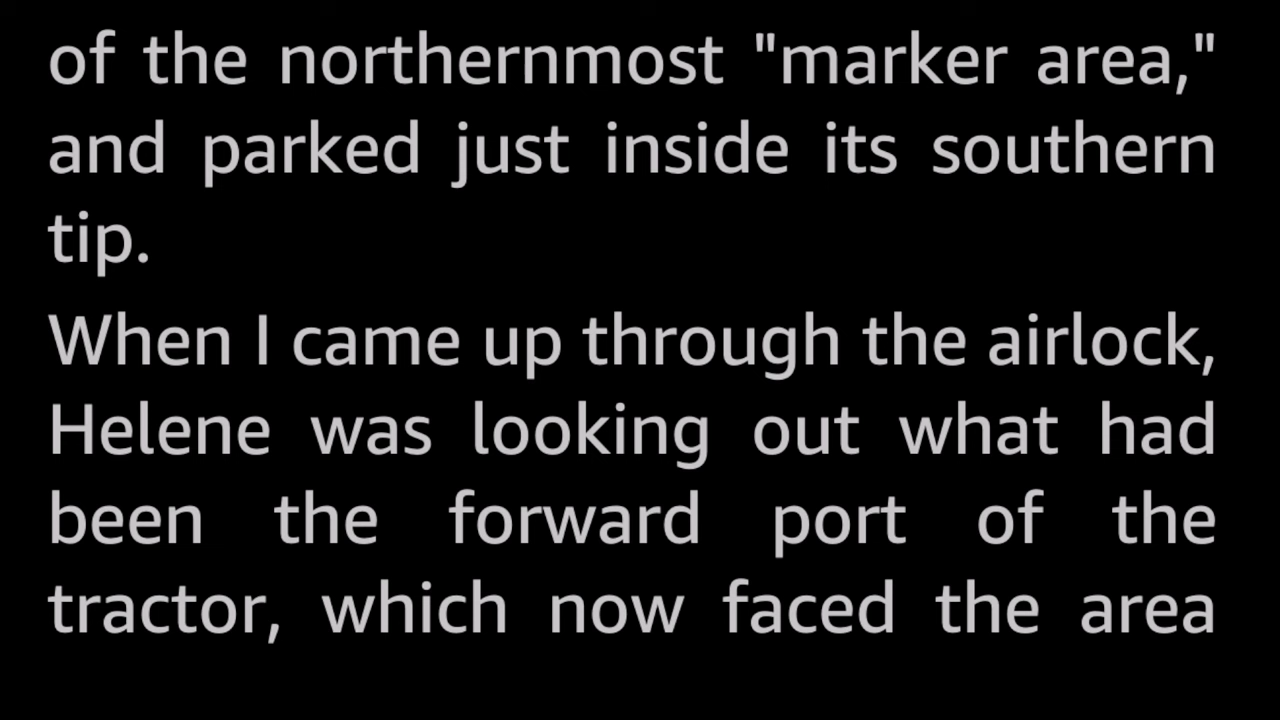 of the northernmost "marker area,"
and parked just inside its southern
tip.
When I came up through the airlock,
Helene was looking out what had
been the forward port of the
tractor, which now faced the area